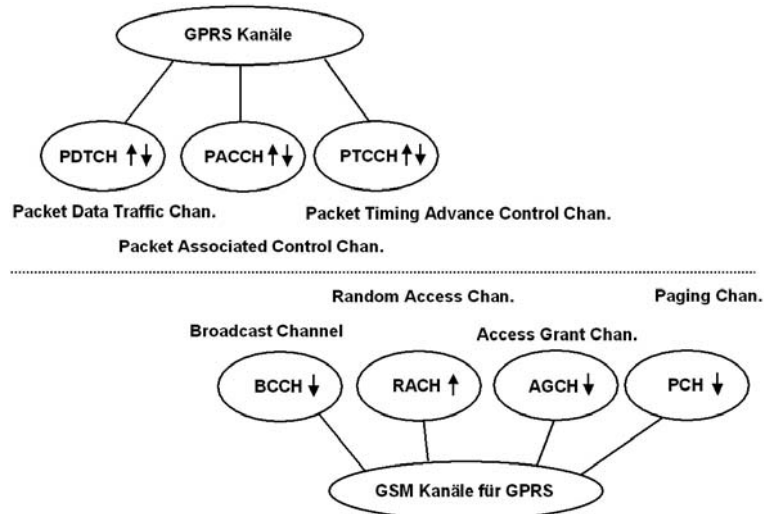 GPRS Kanäle
PDTCH
PACCH
PTCCH
Packet Data Traffic Chan.
Packet Timing Advance Control Chan.
Packet Associated Control Chan.
Random Access Chan.
Paging Chan.
Broadcast Channel
Access Grant Chan.
BCCH
RACH
AGCH
PCH
GSM Kanäle für GPRS